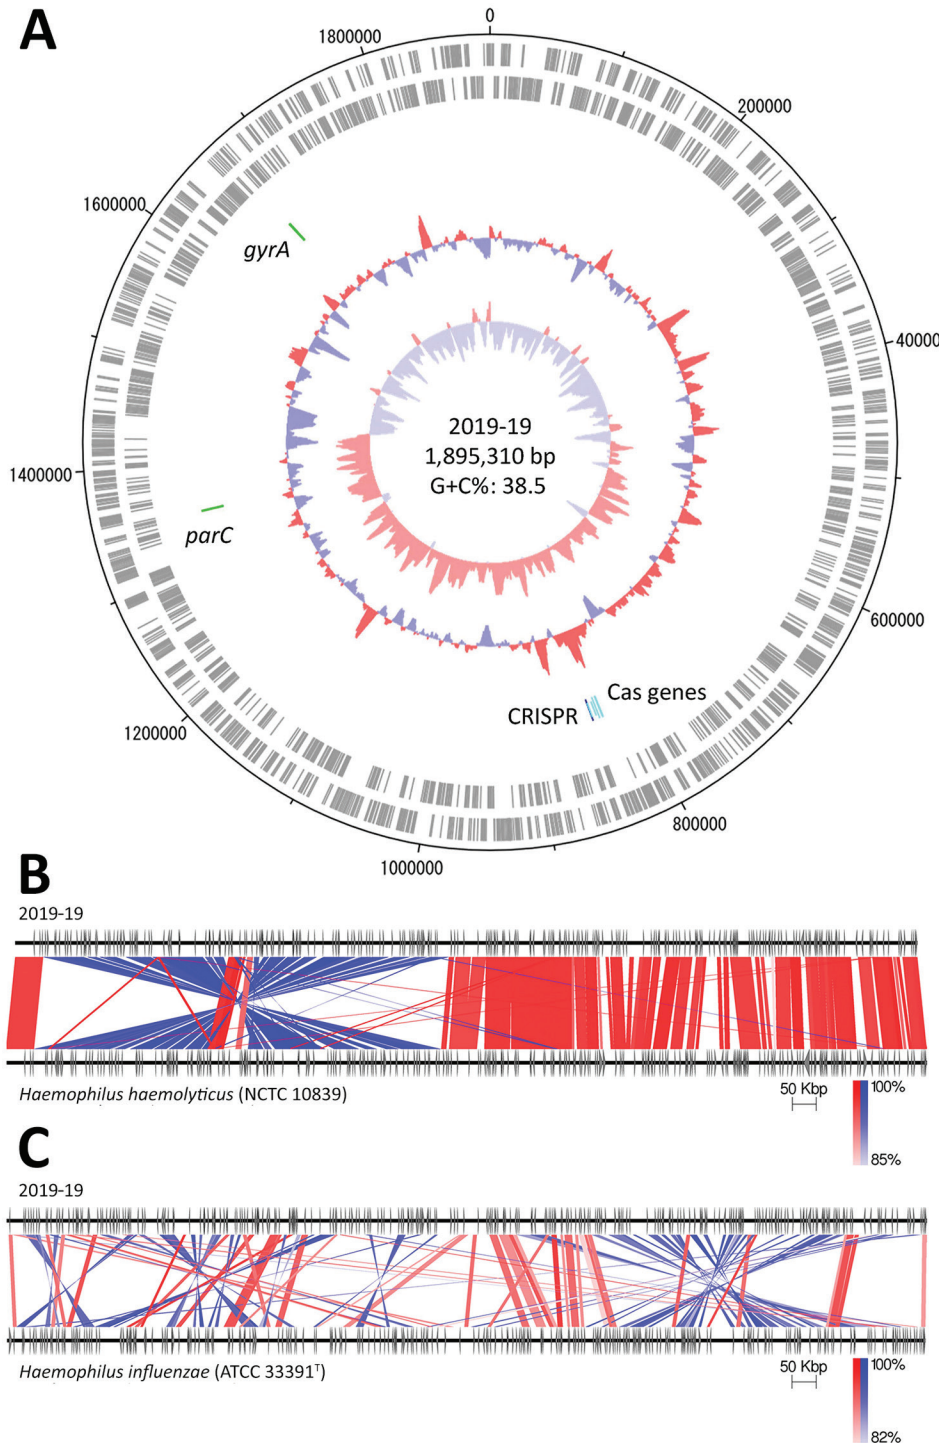 A
0
1800000
200000
1600000
gyrA
40000
2019-19
1,895,310 bp
G+C%: 38.5
1400000
parC
600000
Cas genes
CRISPR
1200000
800000
1000000
B
2019-19
Haemophilus haemolyticus (NCTC 10839)
50 Kbp
100%
85%
C
2019-19
Haemophilus influenzae (ATCC 33391ᵀ)
50 Kbp
100%
82%